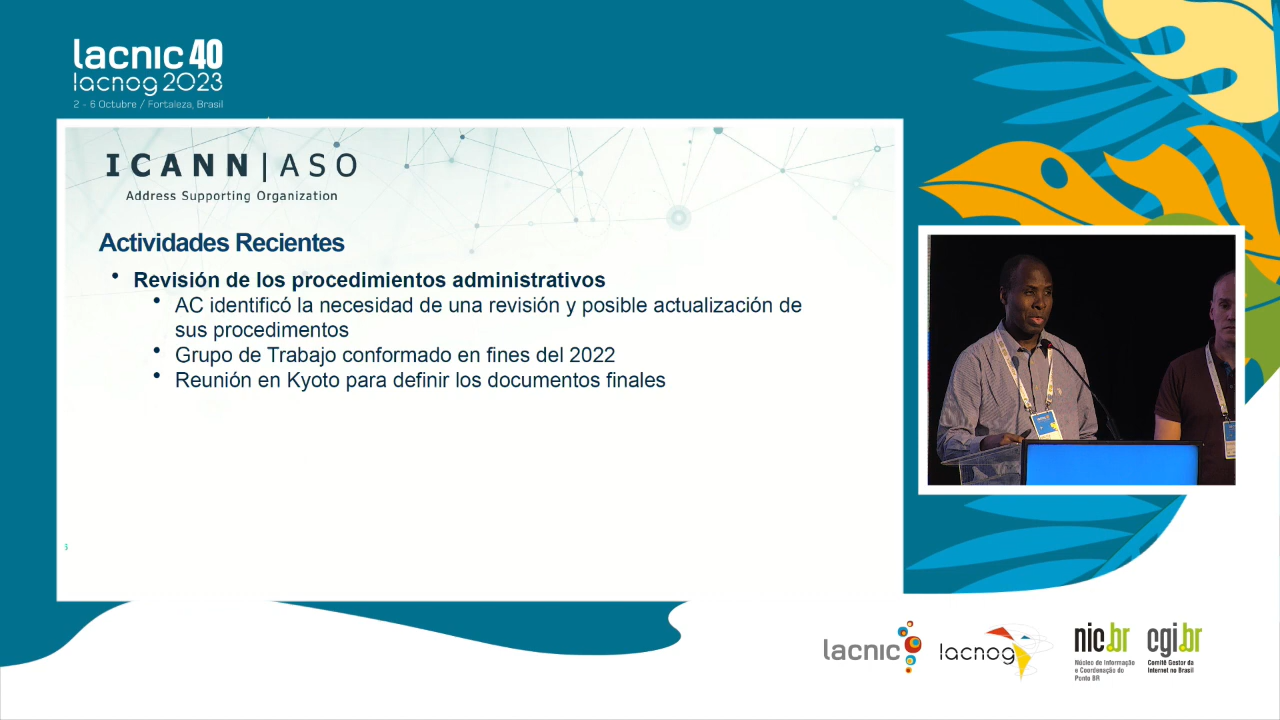 lacnic 40
lacnog 2023
2 - 6 Octubre / Fortaleza, Brasil
ICANN|ASO
Address Supporting Organization
Actividades Recientes
• Revisión de los procedimientos administrativos
• AC identificó la necesidad de una revisión y posible actualización de
sus procedimentos
• Grupo de Trabajo conformado en fines del 2022
• Reunión en Kyoto para definir los documentos finales
lacnic
lacnog
nic.br
Núcleo de Informação
e Coordenação do
Ponto BR
cgi.br
Comitê Gestor da
Internet no Brasil